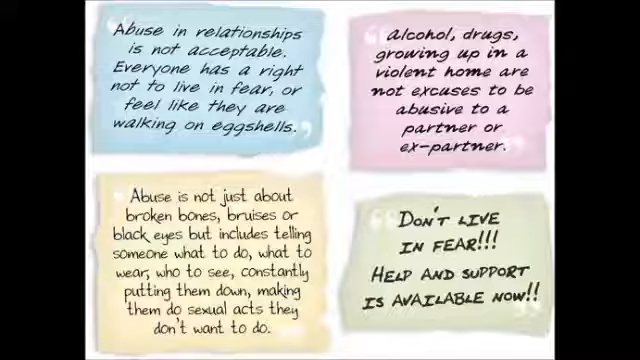 Abuse in relationships
is not acceptable.
Everyone has a right
not to live in fear, or
feel like they are
walking on eggshells.
Alcohol, drugs,
growing up in a
violent home are
not excuses to be
abusive to a
partner or
ex-partner.
Abuse is not just about
broken bones, bruises or
black eyes but includes telling
someone what to do, what to
wear, who to see, constantly
putting them down, making
them do sexual acts they
don't want to do.
Don't live
in fear!!!
Help and support
is available now!!